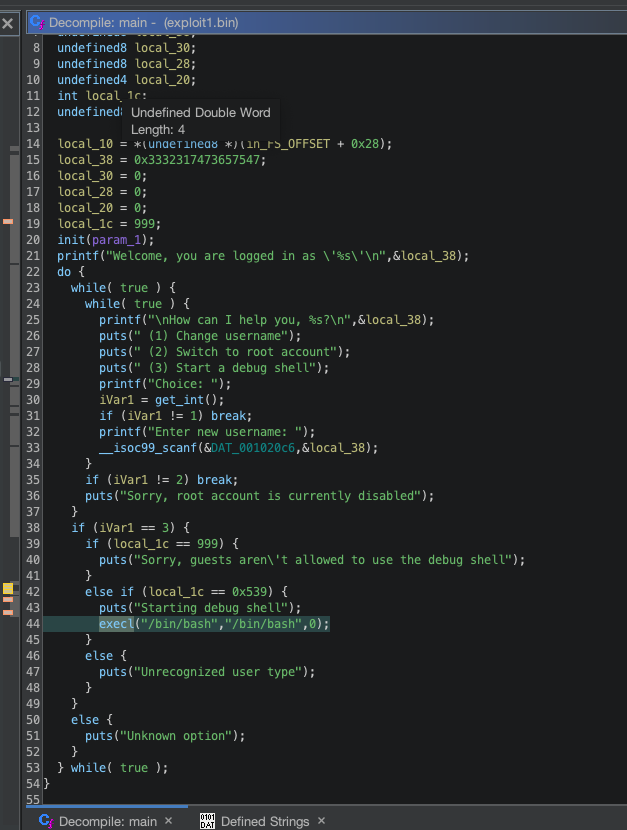 Decompile: main - (exploit1.bin)
8 undefined8 local_30;
9 undefined8 local_28;
10 undefined4 local_20;
11 int local_1c;
12 undefined8
Undefined Double Word
13
Length: 4
14 local_10 = *(undefined8 *)(in_FS_OFFSET + 0x28);
15 local_38 = 0x3332317473657547;
16 local_30 = 0;
17 local_28 = 0;
18 local_20 = 0;
19 local_1c = 999;
20 init(param_1);
21 printf("Welcome, you are logged in as \'%s\'\n",&local_38);
22 do {
23 while( true ) {
24 while( true ) {
25 printf("\nHow can I help you, %s?\n",&local_38);
26 puts(" (1) Change username");
27 puts(" (2) Switch to root account");
28 puts(" (3) Start a debug shell");
29 printf("Choice: ");
30 iVar1 = get_int();
31 if (iVar1 != 1) break;
32 printf("Enter new username: ");
33 __isoc99_scanf(&DAT_001020c6,&local_38);
34 }
35 if (iVar1 != 2) break;
36 puts("Sorry, root account is currently disabled");
37 }
38 if (iVar1 == 3) {
39 if (local_1c == 999) {
40 puts("Sorry, guests aren\'t allowed to use the debug shell");
41 }
42 else if (local_1c == 0x539) {
43 puts("Starting debug shell");
44 execl("/bin/bash","/bin/bash",0);
45 }
46 else {
47 puts("Unrecognized user type");
48 }
49 }
50 else {
51 puts("Unknown option");
52 }
53 } while( true );
54 }
55
Decompile: main × Defined Strings ×